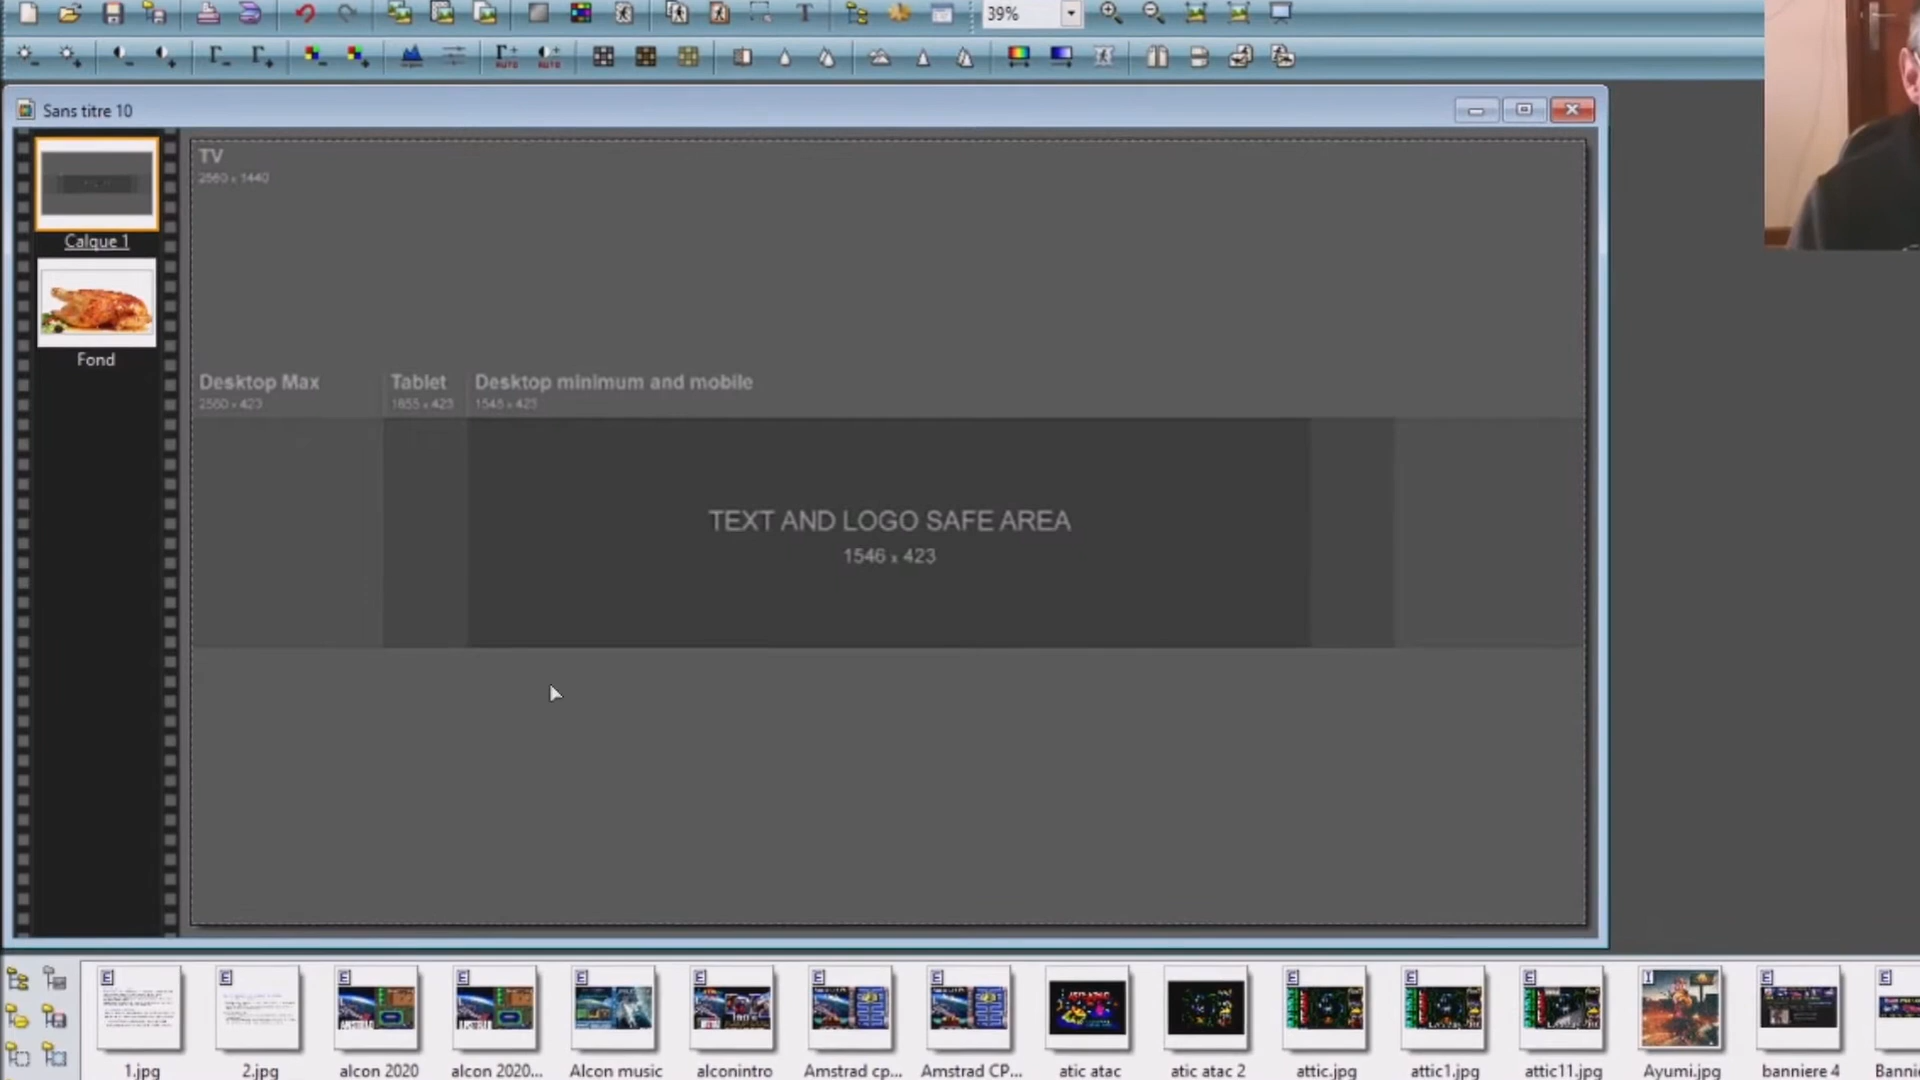 39%
AUTO AUTO
Sans titre 10
TV
2560 x 1440
Calque 1
Fond
Desktop Max
2560 x 423
Tablet
1855 x 423
Desktop minimum and mobile
1546 x 423
TEXT AND LOGO SAFE AREA
1546 x 423
1.jpg
2.jpg
alcon 2020
alcon 2020...
Alcon music
alconintro
Amstrad cp...
Amstrad CP...
atic atac
atic atac 2
attic.jpg
attic1.jpg
attic11.jpg
Ayumi.jpg
banniere 4